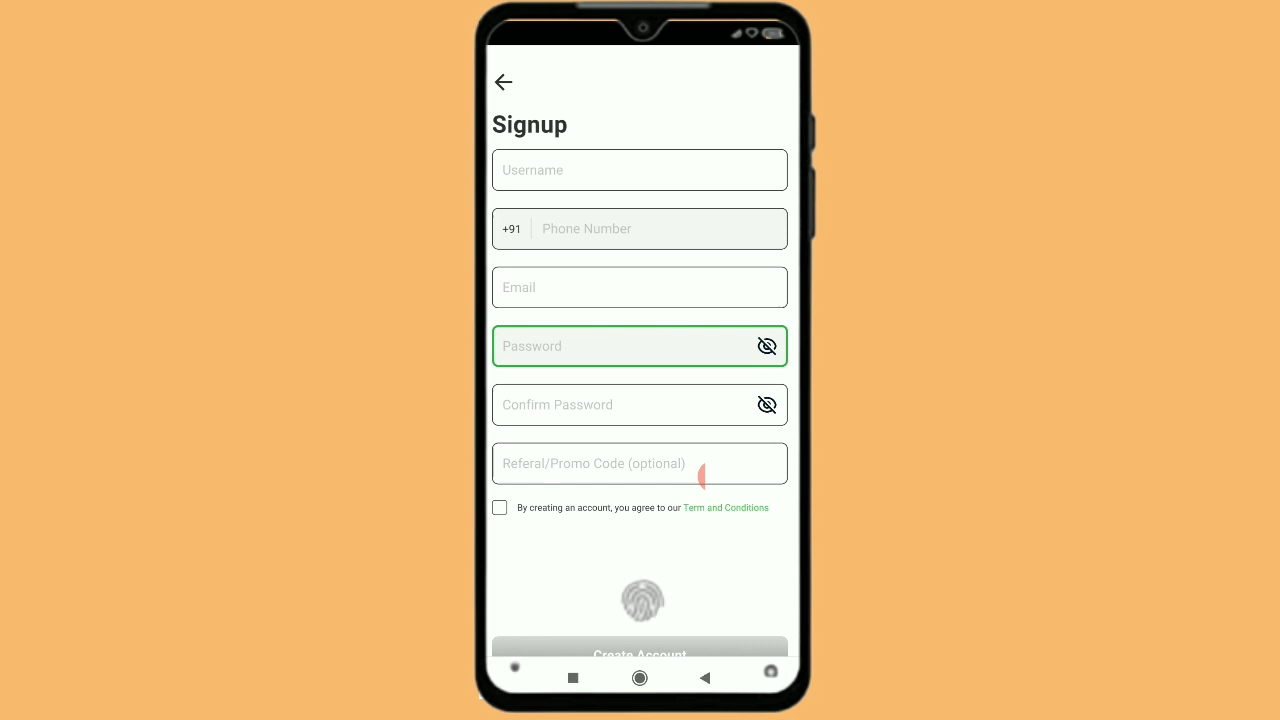 Signup
Username
+91 Phone Number
Email
Password
Confirm Password
Referal/Promo Code (optional)
By creating an account, you agree to our Term and Conditions
Create Account